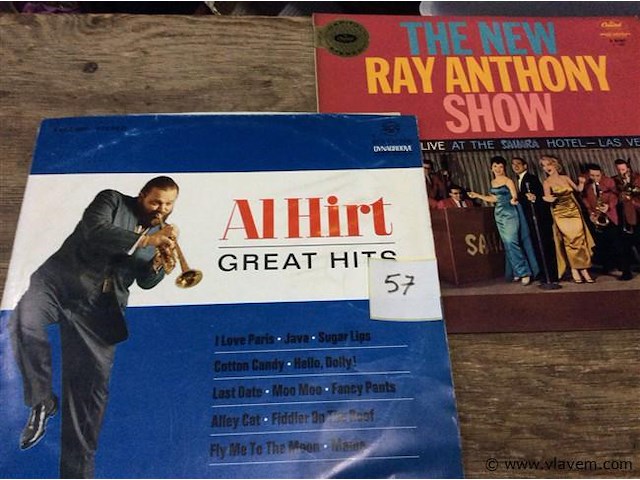 THE NEW
RAY ANTHONY
SHOW
LIVE AT THE SAHARA HOTEL - LAS VE
SA
DYNAGROOVE
Al Hirt
GREAT HITS
57
I Love Paris • Java • Sugar Lips
Cotton Candy • Hello, Dolly!
Last Date • Moo Moo • Fancy Pants
Alley Cat • Fiddler On The Roof
Fly Me To The Moon • Mame
© www.vlavem.com